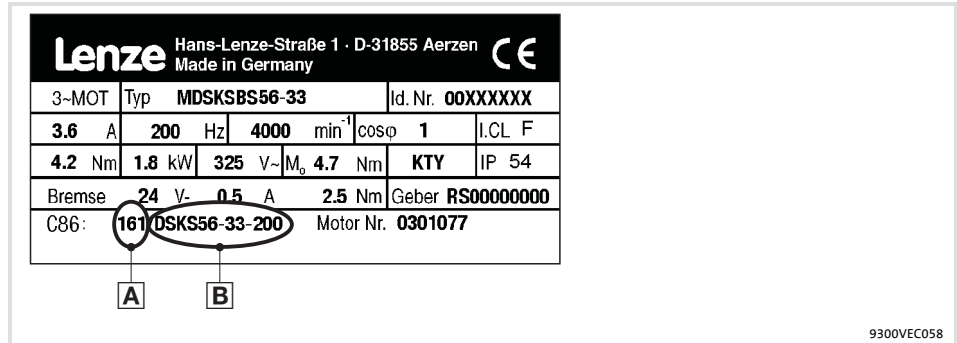 Lenze Hans-Lenze-Straße 1 · D-31855 Aerzen CE
Made in Germany
3~MOT Typ MDSKSBS56-33 Id. Nr. 00XXXXXX
3.6 A 200 Hz 4000 min⁻¹ cosφ 1 I.CL F
4.2 Nm 1.8 kW 325 V~ M₀ 4.7 Nm KTY IP 54
Bremse 24 V- 0.5 A 2.5 Nm Geber RS00000000
C86: 161 DSKS56-33-200 Motor Nr. 0301077
A B
9300VEC058